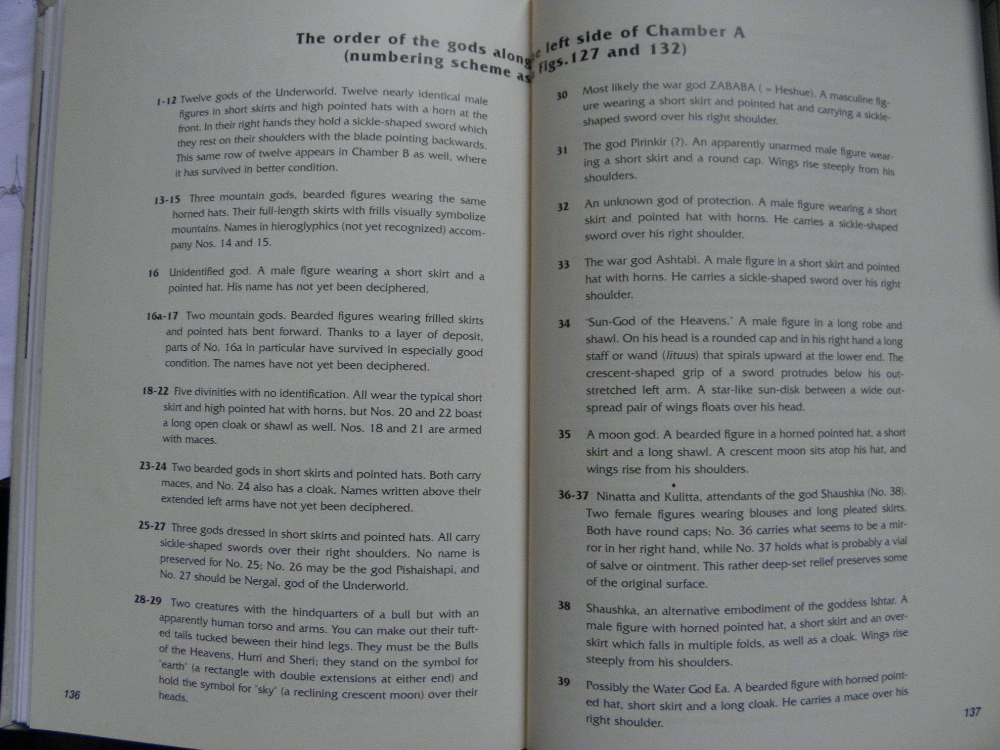 The order of the gods along
(numbering scheme as
1-12 Twelve gods of the Underworld. Twelve nearly identical male
figures in short skirts and high pointed hats with a horn at the
front. In their right hands they hold a sickle-shaped sword which
they rest on their shoulders with the blade pointing backwards.
This same row of twelve appears in Chamber B as well, where
it has survived in better condition.
13-15 Three mountain gods, bearded figures wearing the same
horned hats. Their full-length skirts with frills visually symbolize
mountains. Names in hieroglyphics (not yet recognized) accom-
pany Nos. 14 and 15.
16 Unidentified god. A male figure wearing a short skirt and a
pointed hat. His name has not yet been deciphered.
16a-17 Two mountain gods. Bearded figures wearing frilled skirts
and pointed hats bent forward. Thanks to a layer of deposit,
parts of No. 16a in particular have survived in especially good
condition. The names have not yet been deciphered.
18-22 Five divinities with no identification. All wear the typical short
skirt and high pointed hat with horns, but Nos. 20 and 22 boast
a long open cloak or shawl as well. Nos. 18 and 21 are armed
with maces.
23-24 Two bearded gods in short skirts and pointed hats. Both carry
maces, and No. 24 also has a cloak. Names written above their
extended left arms have not yet been deciphered.
25-27 Three gods dressed in short skirts and pointed hats. All carry
sickle-shaped swords over their right shoulders. No name is
preserved for No. 25; No. 26 may be the god Pishaishapi, and
No. 27 should be Nergal, god of the Underworld.
28-29 Two creatures with the hindquarters of a bull but with an
apparently human torso and arms. You can make out their tuft-
ed tails tucked beween their hind legs. They must be the Bulls
of the Heavens, Hurri and Sheri; they stand on the symbol for
"earth" (a rectangle with double extensions at either end) and
hold the symbol for "sky" (a reclining crescent moon) over their
heads.
136
left side of Chamber A
Figs.127 and 132)
30 Most likely the war god ZABABA ( = Heshue). A masculine fig-
ure wearing a short skirt and pointed hat and carrying a sickle-
shaped sword over his right shoulder.
31 The god Pirinkir (?). An apparently unarmed male figure wear-
ing a short skirt and a round cap. Wings rise steeply from his
shoulders.
32 An unknown god of protection. A male figure wearing a short
skirt and pointed hat with horns. He carries a sickle-shaped
sword over his right shoulder.
33 The war god Ashtabi. A male figure in a short skirt and pointed
hat with horns. He carries a sickle-shaped sword over his right
shoulder.
34 "Sun-God of the Heavens." A male figure in a long robe and
shawl. On his head is a rounded cap and in his right hand a long
staff or wand (lituus) that spirals upward at the lower end. The
crescent-shaped grip of a sword protrudes below his out-
stretched left arm. A star-like sun-disk between a wide out-
spread pair of wings floats over his head.
35 A moon god. A bearded figure in a horned pointed hat, a short
skirt and a long shawl. A crescent moon sits atop his hat, and
wings rise from his shoulders.
36-37 Ninatta and Kulitta, attendants of the god Shaushka (No. 38).
Two female figures wearing blouses and long pleated skirts.
Both have round caps; No. 36 carries what seems to be a mir-
ror in her right hand, while No. 37 holds what is probably a vial
of salve or ointment. This rather deep-set relief preserves some
of the original surface.
38 Shaushka, an alternative embodiment of the goddess Ishtar. A
male figure with horned pointed hat, a short skirt and an over-
skirt which falls in multiple folds, as well as a cloak. Wings rise
steeply from his shoulders.
39 Possibly the Water God Ea. A bearded figure with horned point-
ed hat, short skirt and a long cloak. He carries a mace over his
right shoulder.
137